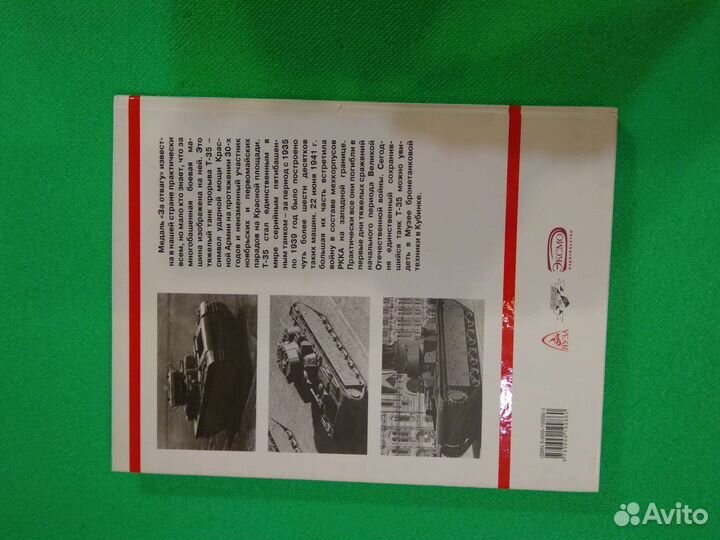 Медаль «За отвагу» извест-
на в нашей стране практически
всем, но мало кто знает, что за
многобашенная боевая ма-
шина изображена на ней. Это
тяжелый танк прорыва Т-35 –
символ ударной мощи Крас-
ной Армии на протяжении 30-х
годов и неизменный участник
ноябрьских и первомайских
парадов на Красной площади.
Т-35 стал единственным в
мире серийным пятибашен-
ным танком – за период с 1935
по 1939 год было построено
чуть более шести десятков
таких машин. 22 июня 1941 г.
большая их часть встретила
войну в составе мехкорпусов
РККА на западной границе.
Практически все они погибли в
первые дни тяжелых сражений
начального периода Великой
Отечественной войны. Сегод-
ня единственный сохранив-
шийся танк Т-35 можно уви-
деть в Музее бронетанковой
техники в Кубинке.
ЭКСМО
ЯУЗА
Avito